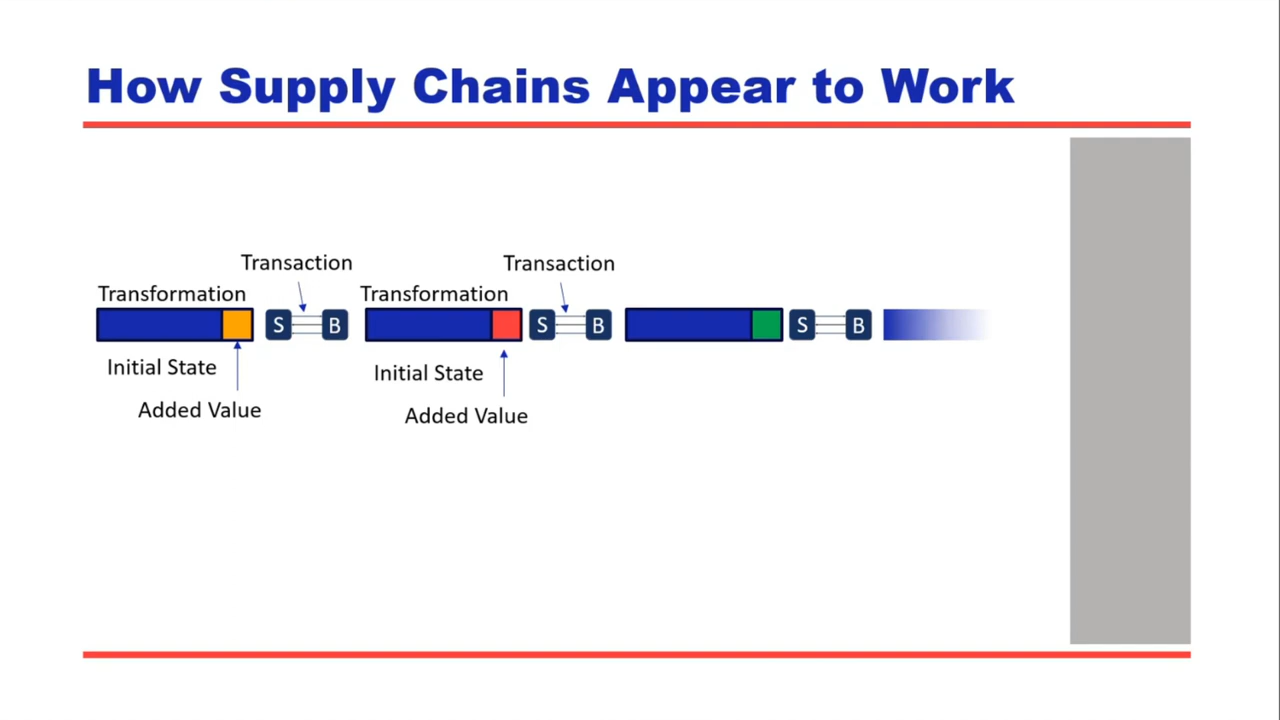 How Supply Chains Appear to Work
Transaction
Transaction
Transformation
Transformation
S B
S B
S B
Initial State
Initial State
Added Value
Added Value